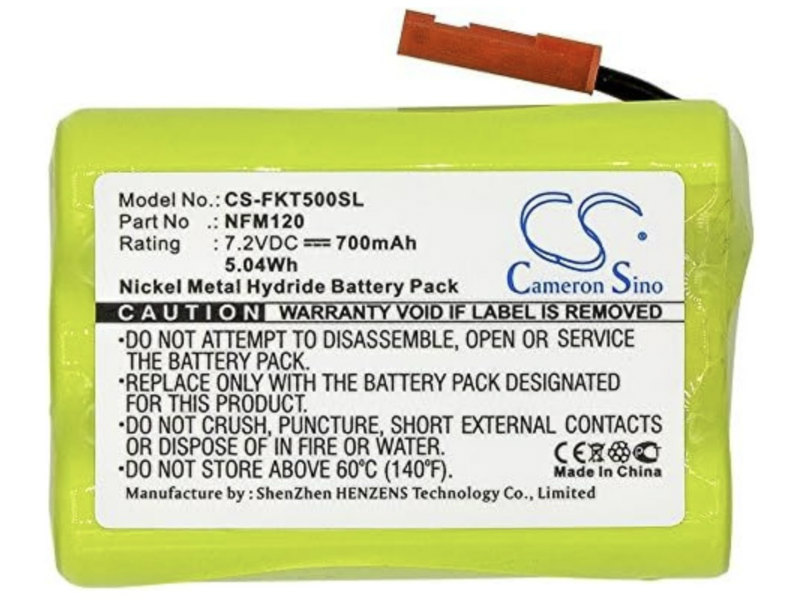 Model No.: CS-FKT500SL
Part No .: NFM120
Rating : 7.2VDC ⎓ 700mAh
5.04Wh
Nickel Metal Hydride Battery Pack
CS
Cameron Sino
CAUTION WARRANTY VOID IF LABEL IS REMOVED
•DO NOT ATTEMPT TO DISASSEMBLE, OPEN OR SERVICE
THE BATTERY PACK.
•REPLACE ONLY WITH THE BATTERY PACK DESIGNATED
FOR THIS PRODUCT.
•DO NOT CRUSH, PUNCTURE, SHORT EXTERNAL CONTACTS
OR DISPOSE OF IN FIRE OR WATER.
•DO NOT STORE ABOVE 60℃ (140℉).
CE
Made In China
Manufacture by : ShenZhen HENZENS Technology Co., Limited